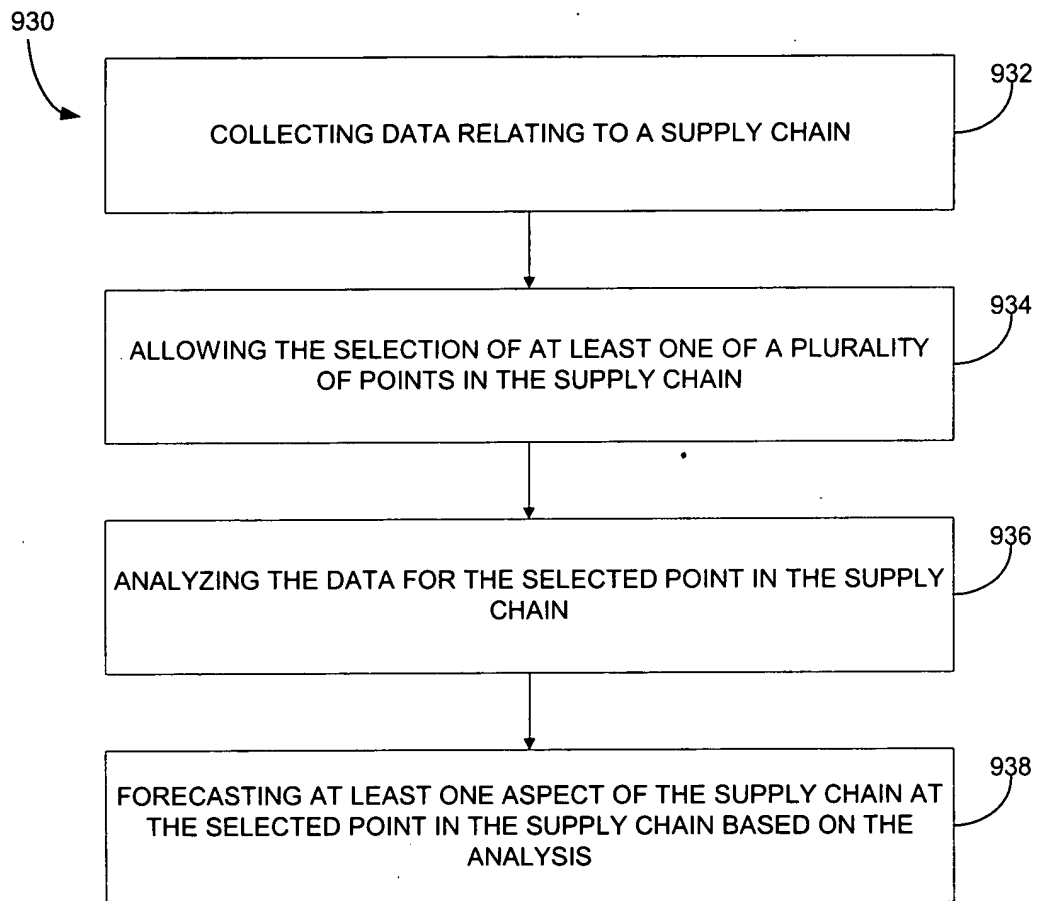 930
932
COLLECTING DATA RELATING TO A SUPPLY CHAIN
934
ALLOWING THE SELECTION OF AT LEAST ONE OF A PLURALITY
OF POINTS IN THE SUPPLY CHAIN
936
ANALYZING THE DATA FOR THE SELECTED POINT IN THE SUPPLY
CHAIN
938
FORECASTING AT LEAST ONE ASPECT OF THE SUPPLY CHAIN AT
THE SELECTED POINT IN THE SUPPLY CHAIN BASED ON THE
ANALYSIS